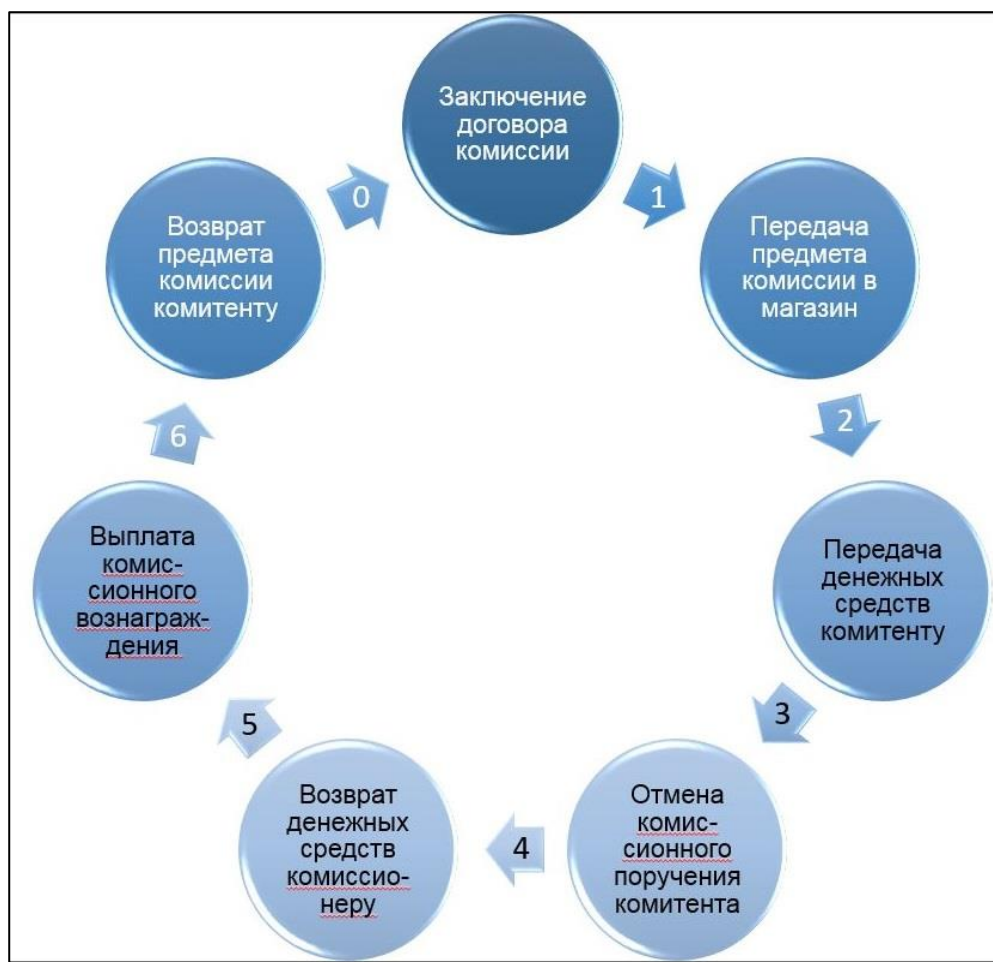 Заключение
договора
комиссии
1
Передача
предмета
комиссии в
магазин
2
Передача
денежных
средств
комитенту
3
Отмена
комис-
сионного
поручения
комитента
4
Возврат
денежных
средств
комиссио-
неру
5
Выплата
комис-
сионного
вознаграж-
дения
6
Возврат
предмета
комиссии
комитенту
0